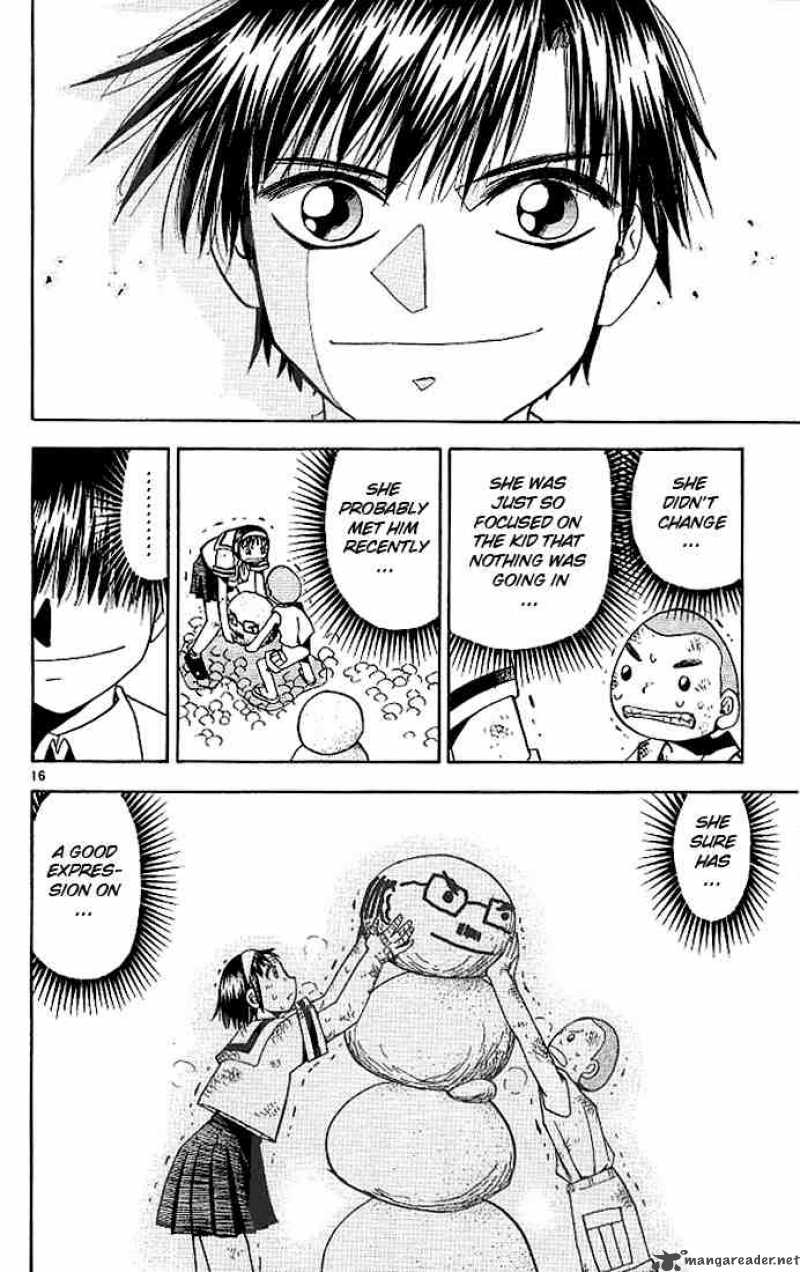 SHE
DIDN'T
CHANGE
...
SHE WAS
JUST SO
FOCUSED ON
THE KID THAT
NOTHING WAS
GOING IN
...
SHE
PROBABLY
MET HIM
RECENTLY
...
.........
16
SHE
SURE
HAS
...
A GOOD
EXPRES-
SION ON
...
mangareader.net